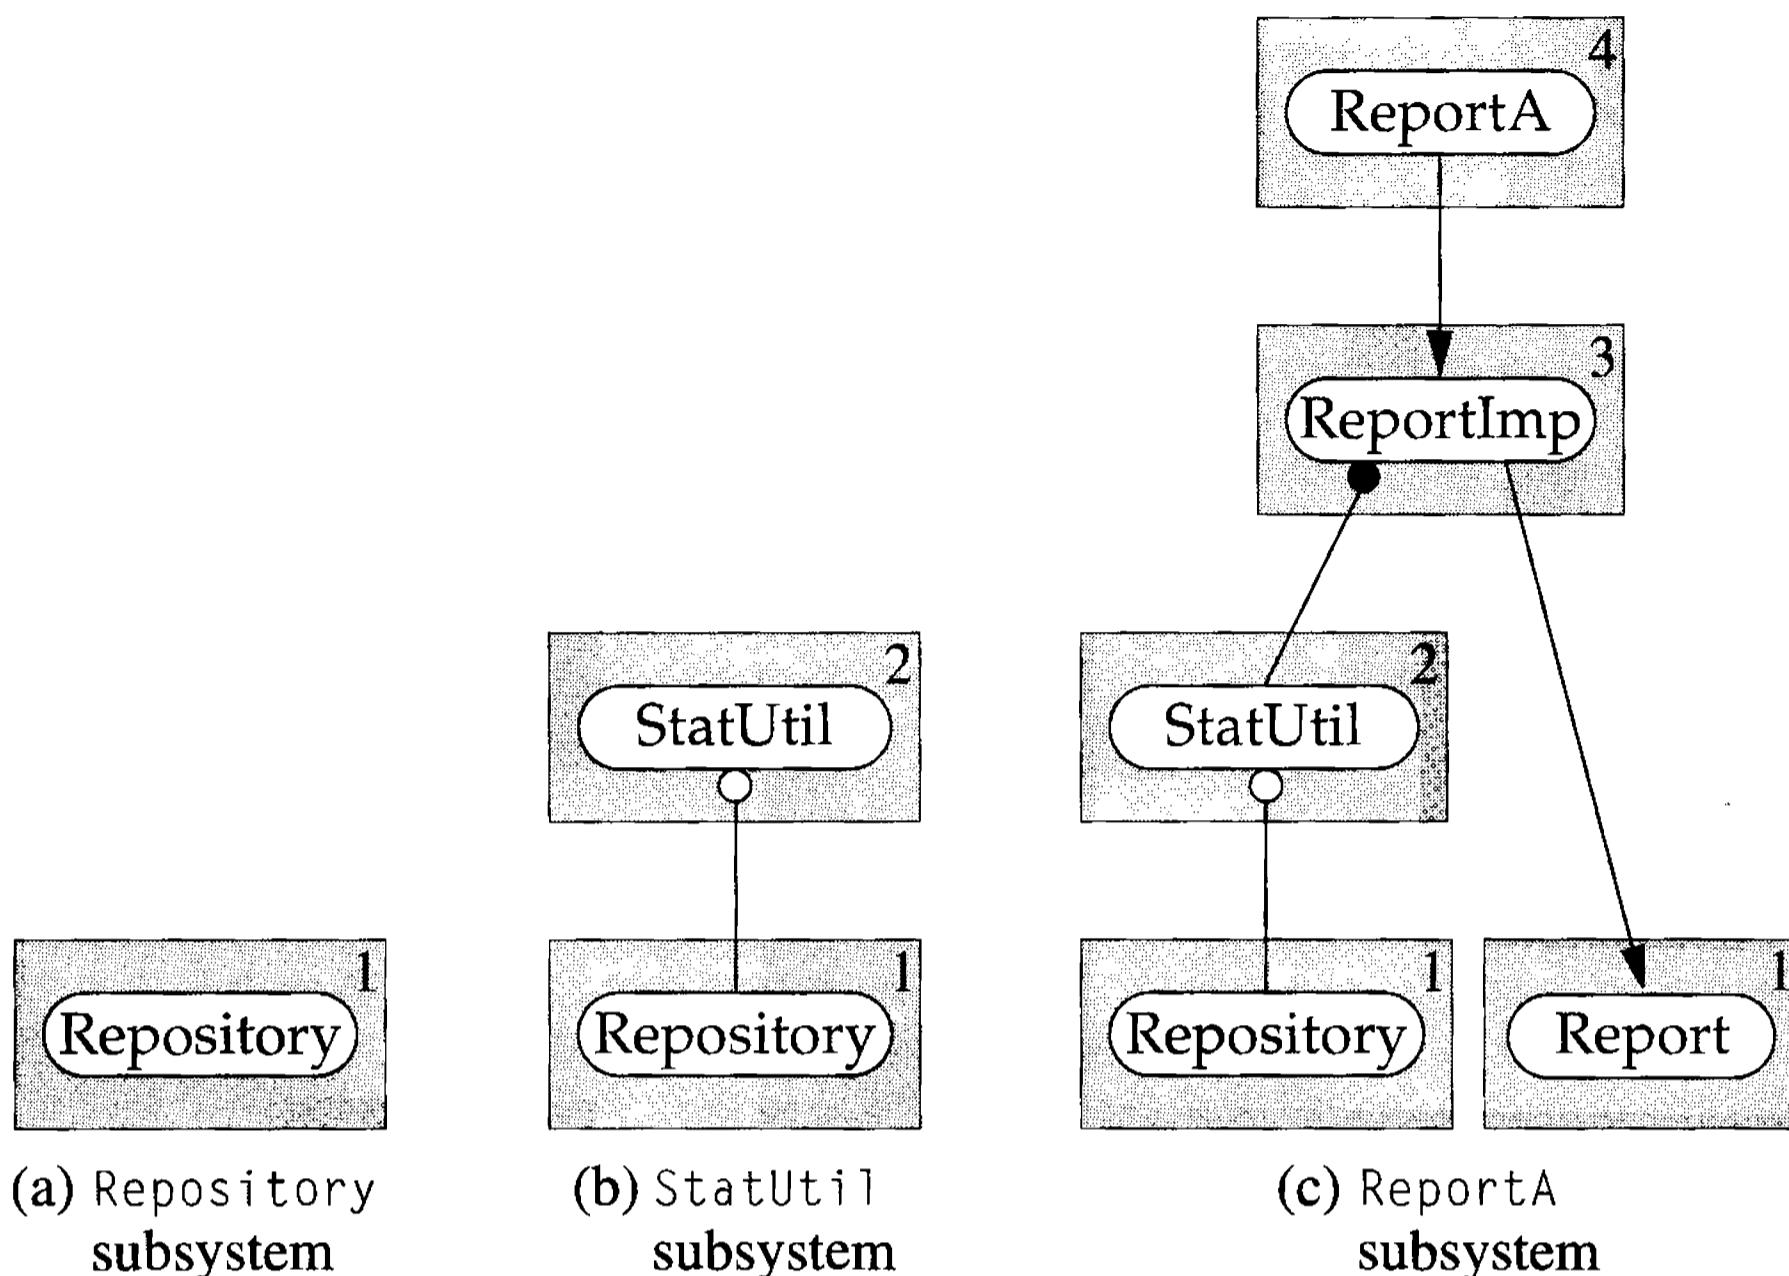 4
ReportA
3
ReportImp
2
StatUtil
2
StatUtil
1
Repository
1
Repository
1
Repository
1
Report
(a) Repository
subsystem
(b) StatUtil
subsystem
(c) ReportA
subsystem